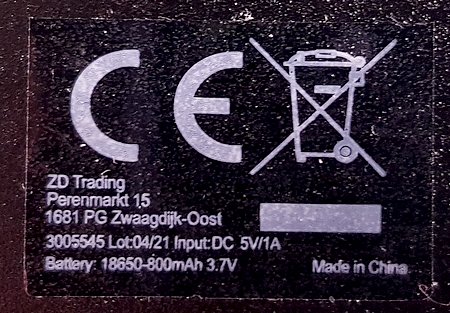 CE
ZD Trading
Perenmarkt 15
1681 PG Zwaagdijk-Oost
3005545 Lot:04/21 Input:DC 5V/1A
Battery: 18650-800mAh 3.7V
Made in China